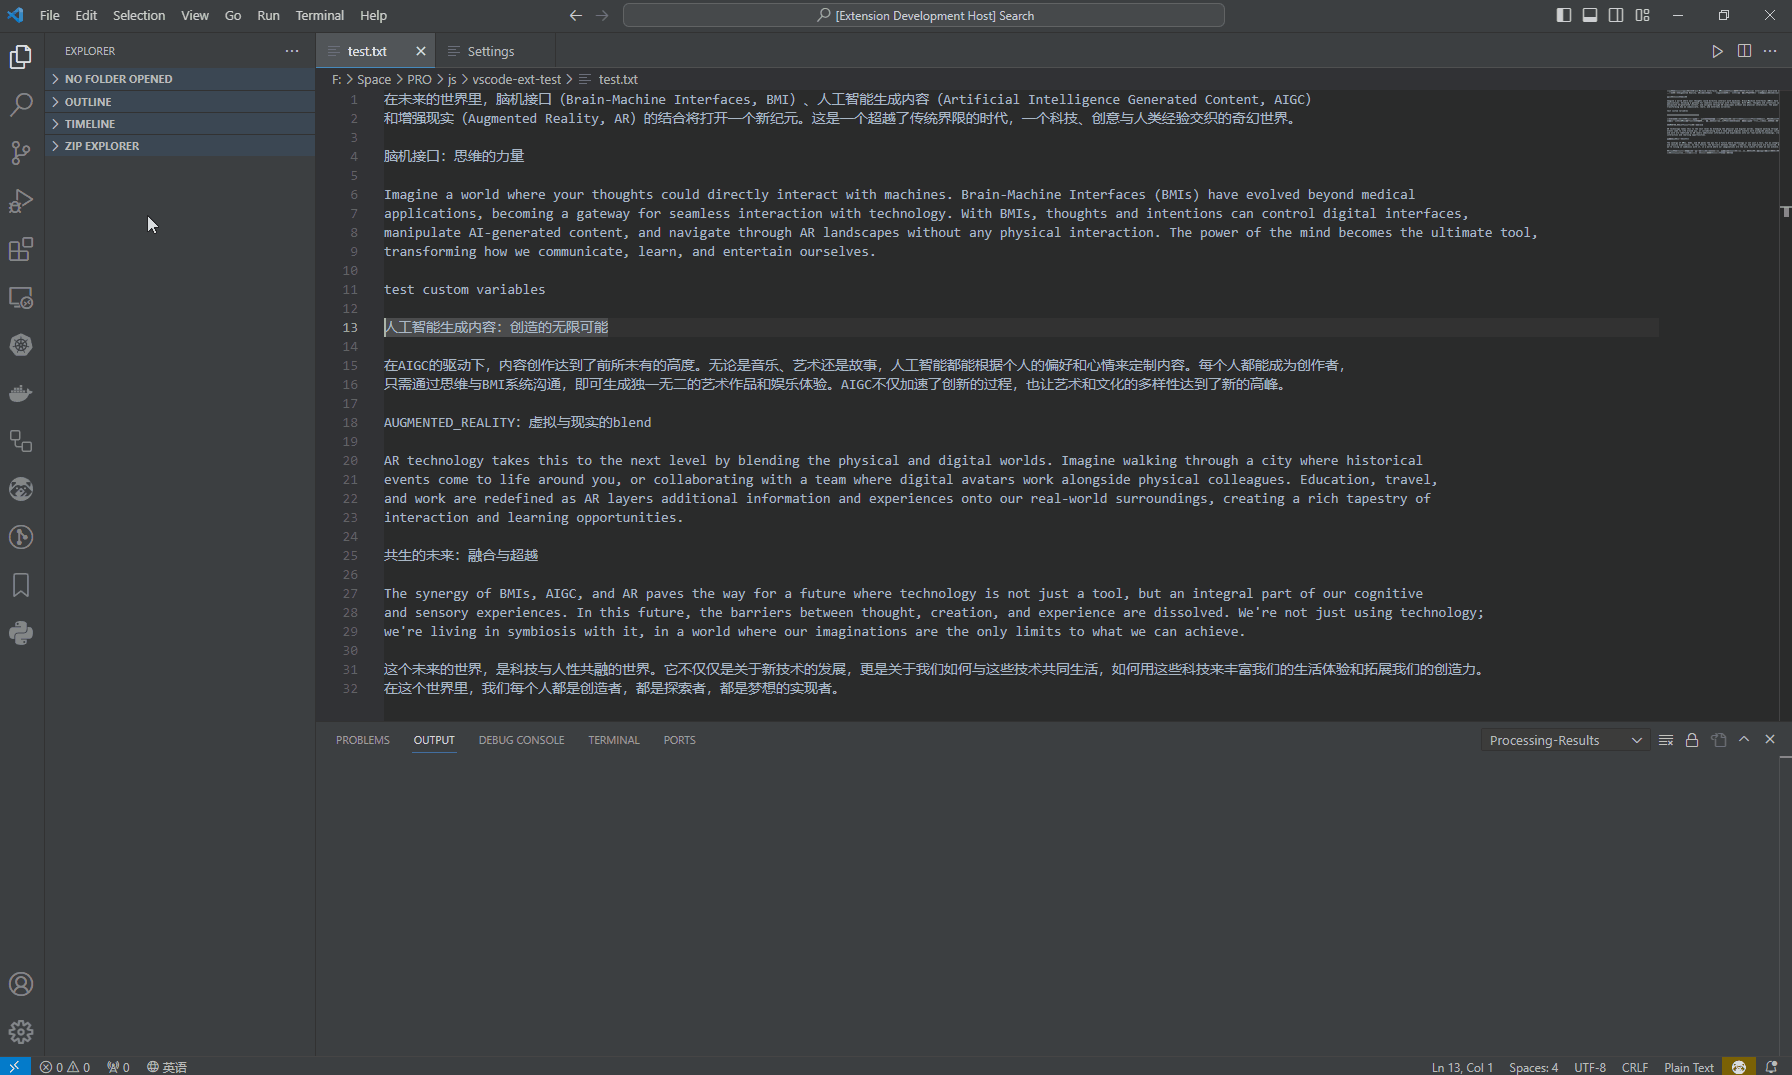 File Edit Selection View Go Run Terminal Help
[Extension Development Host] Search
EXPLORER
NO FOLDER OPENED
OUTLINE
TIMELINE
ZIP EXPLORER
test.txt
Settings
F: > Space > PRO > js > vscode-ext-test > test.txt
1 在未来的世界里，脑机接口（Brain-Machine Interfaces, BMI）、人工智能生成内容（Artificial Intelligence Generated Content, AIGC）
2 和增强现实（Augmented Reality, AR）的结合将打开一个新纪元。这是一个超越了传统界限的时代，一个科技、创意与人类经验交织的奇幻世界。
3
4 脑机接口：思维的力量
5
6 Imagine a world where your thoughts could directly interact with machines. Brain-Machine Interfaces (BMIs) have evolved beyond medical
7 applications, becoming a gateway for seamless interaction with technology. With BMIs, thoughts and intentions can control digital interfaces,
8 manipulate AI-generated content, and navigate through AR landscapes without any physical interaction. The power of the mind becomes the ultimate tool,
9 transforming how we communicate, learn, and entertain ourselves.
10
11 test custom variables
12
13 人工智能生成内容：创造的无限可能
14
15 在AIGC的驱动下，内容创作达到了前所未有的高度。无论是音乐、艺术还是故事，人工智能都能根据个人的偏好和心情来定制内容。每个人都能成为创作者，
16 只需通过思维与BMI系统沟通，即可生成独一无二的艺术作品和娱乐体验。AIGC不仅加速了创新的过程，也让艺术和文化的多样性达到了新的高峰。
17
18 AUGMENTED_REALITY：虚拟与现实的blend
19
20 AR technology takes this to the next level by blending the physical and digital worlds. Imagine walking through a city where historical
21 events come to life around you, or collaborating with a team where digital avatars work alongside physical colleagues. Education, travel,
22 and work are redefined as AR layers additional information and experiences onto our real-world surroundings, creating a rich tapestry of
23 interaction and learning opportunities.
24
25 共生的未来：融合与超越
26
27 The synergy of BMIs, AIGC, and AR paves the way for a future where technology is not just a tool, but an integral part of our cognitive
28 and sensory experiences. In this future, the barriers between thought, creation, and experience are dissolved. We're not just using technology;
29 we're living in symbiosis with it, in a world where our imaginations are the only limits to what we can achieve.
30
31 这个未来的世界，是科技与人性共融的世界。它不仅仅是关于新技术的发展，更是关于我们如何与这些技术共同生活，如何用这些科技来丰富我们的生活体验和拓展我们的创造力。
32 在这个世界里，我们每个人都是创造者，都是探索者，都是梦想的实现者。
PROBLEMS OUTPUT DEBUG CONSOLE TERMINAL PORTS
Processing-Results
0 0 0 英语
Ln 13, Col 1 Spaces: 4 UTF-8 CRLF Plain Text